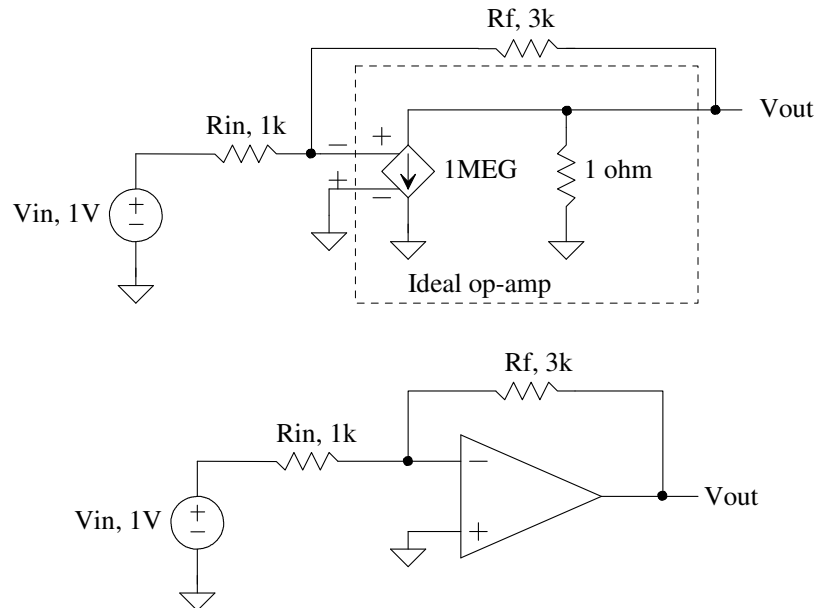 Rf, 3k
Vout
Rin, 1k
− +
1MEG
1 ohm
+
−
Vin, 1V
+
−
Ideal op-amp
Rf, 3k
Rin, 1k
−
Vout
Vin, 1V
+
−
+